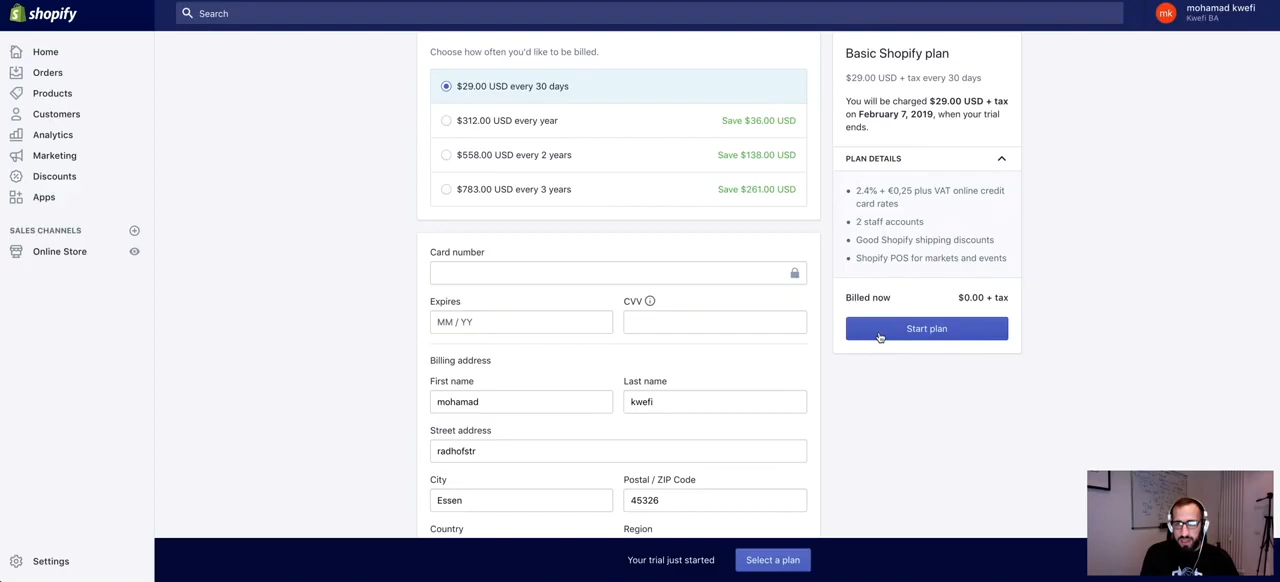 shopify
Search
mk
mohamad kwefi
Kwefi BA
Home
Orders
Products
Customers
Analytics
Marketing
Discounts
Apps
SALES CHANNELS
Online Store
Settings
Choose how often you'd like to be billed.
$29.00 USD every 30 days
$312.00 USD every year
Save $36.00 USD
$558.00 USD every 2 years
Save $138.00 USD
$783.00 USD every 3 years
Save $261.00 USD
Card number
Expires
CVV
MM / YY
Billing address
First name
Last name
mohamad
kwefi
Street address
radhofstr
City
Postal / ZIP Code
Essen
45326
Country
Region
Basic Shopify plan
$29.00 USD + tax every 30 days
You will be charged $29.00 USD + tax
on February 7, 2019, when your trial
ends.
PLAN DETAILS
• 2.4% + €0,25 plus VAT online credit
card rates
• 2 staff accounts
• Good Shopify shipping discounts
• Shopify POS for markets and events
Billed now
$0.00 + tax
Start plan
Your trial just started
Select a plan